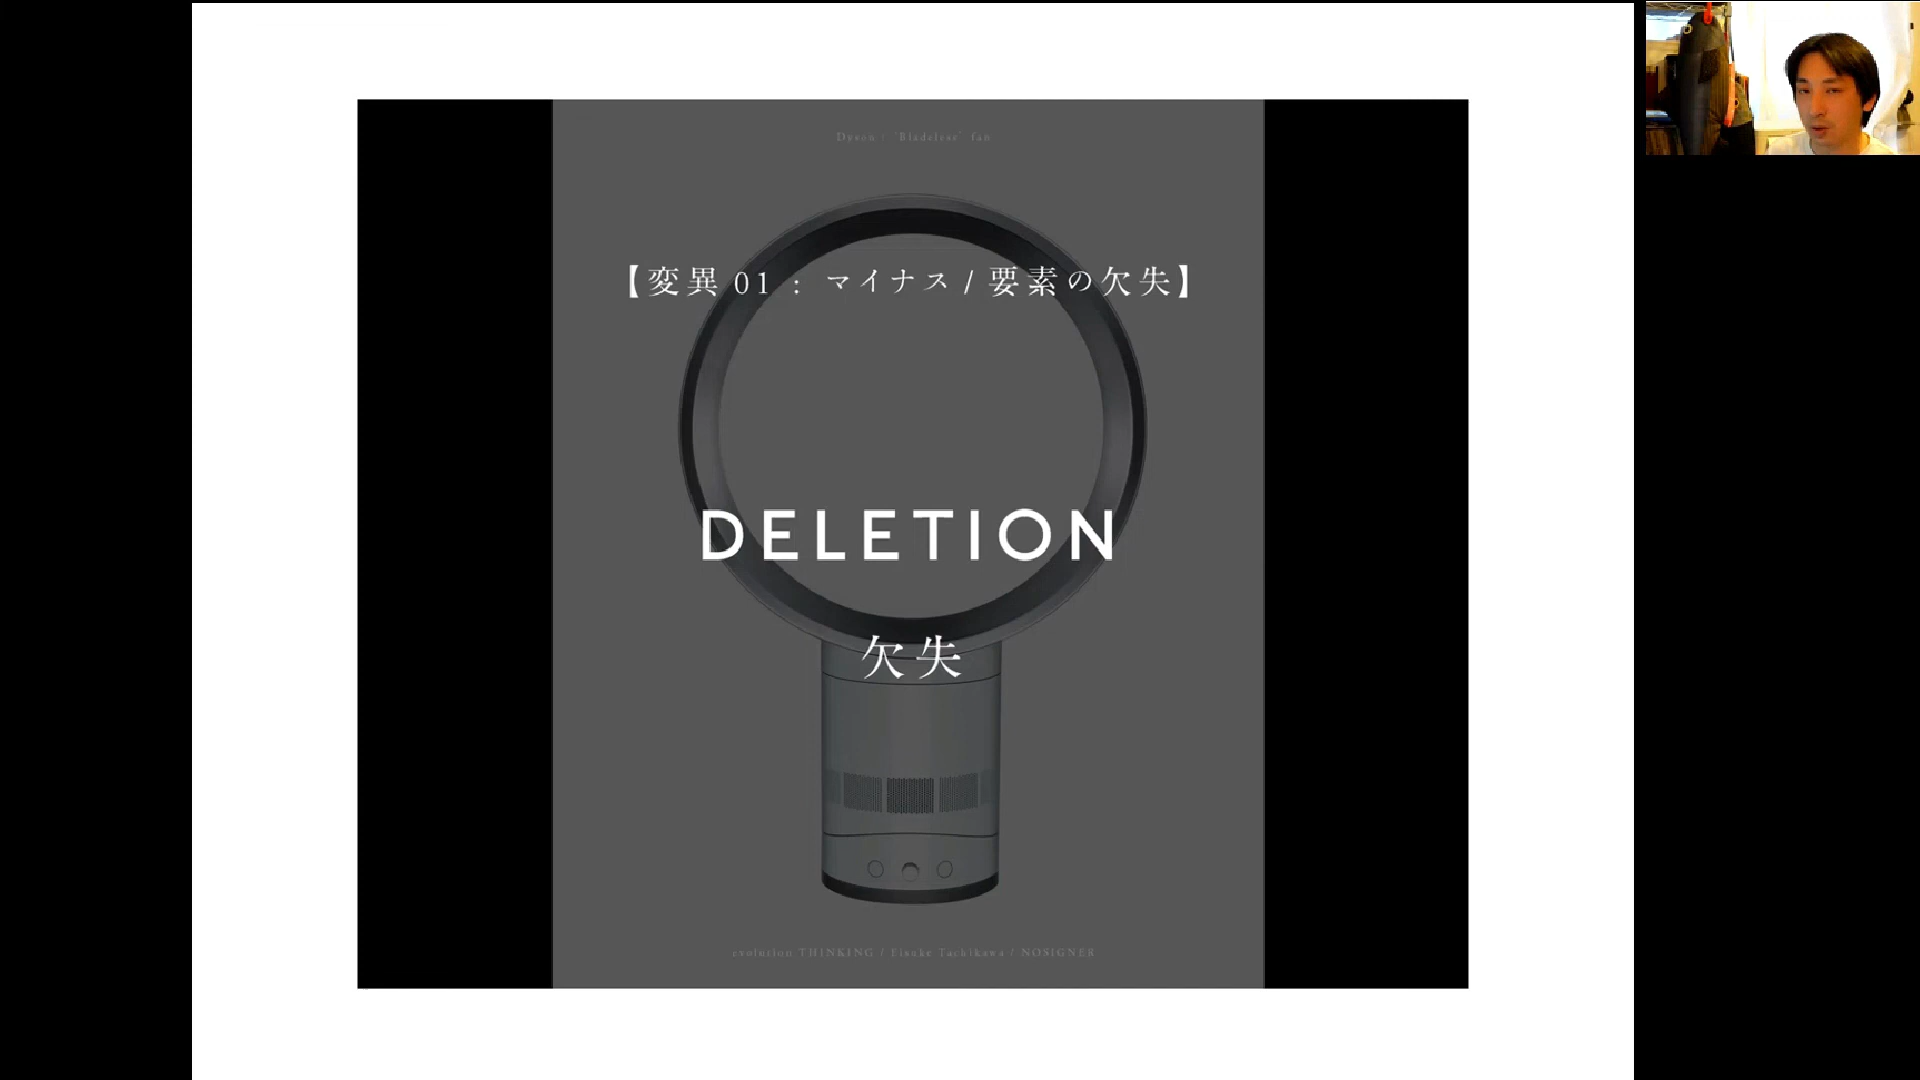 Dyson / "Bladeless" fan
【変異 01 : マイナス / 要素の欠失】
DELETION
欠失
evolution THINKING / Eisuke Tachikawa / NOSIGNER